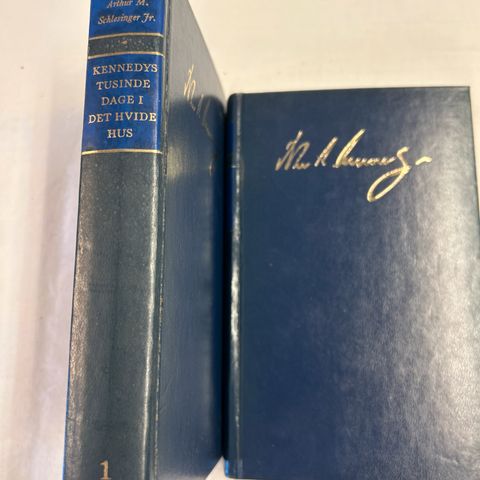 Arthur M.
Schlesinger Jr.
KENNEDYS
TUSINDE
DAGE I
DET HVIDE
HUS
1